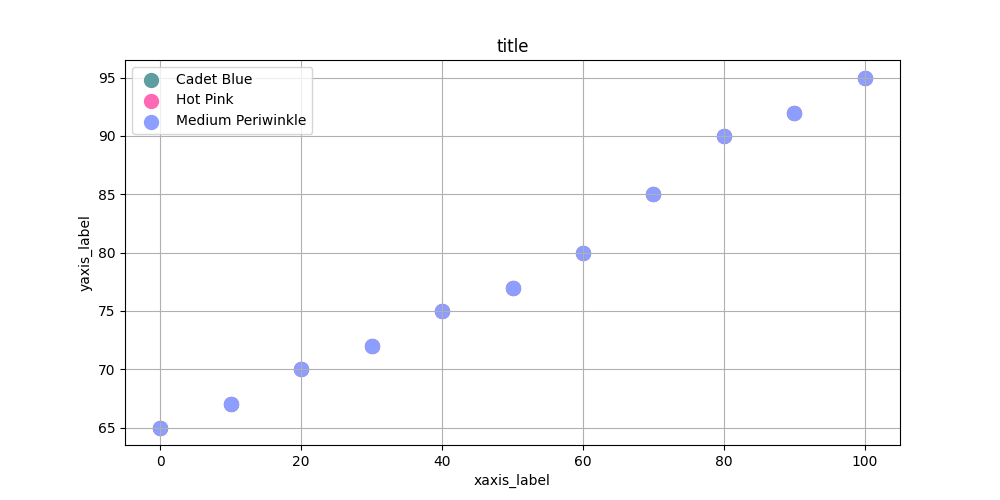 title
Cadet Blue
Hot Pink
Medium Periwinkle
95
90
85
80
75
70
65
yaxis_label
0 20 40 60 80 100
xaxis_label